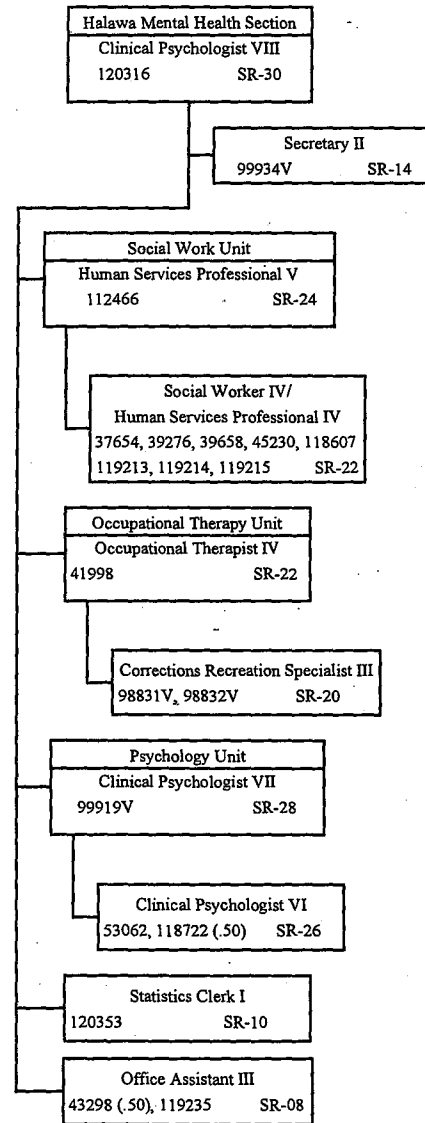 Halawa Mental Health Section
Clinical Psychologist VIII
120316 SR-30
Secretary II
99934V SR-14
Social Work Unit
Human Services Professional V
112466 SR-24
Social Worker IV/
Human Services Professional IV
37654, 39276, 39658, 45230, 118607
119213, 119214, 119215 SR-22
Occupational Therapy Unit
Occupational Therapist IV
41998 SR-22
Corrections Recreation Specialist III
98831V, 98832V SR-20
Psychology Unit
Clinical Psychologist VII
99919V SR-28
Clinical Psychologist VI
53062, 118722 (.50) SR-26
Statistics Clerk I
120353 SR-10
Office Assistant III
43298 (.50), 119235 SR-08